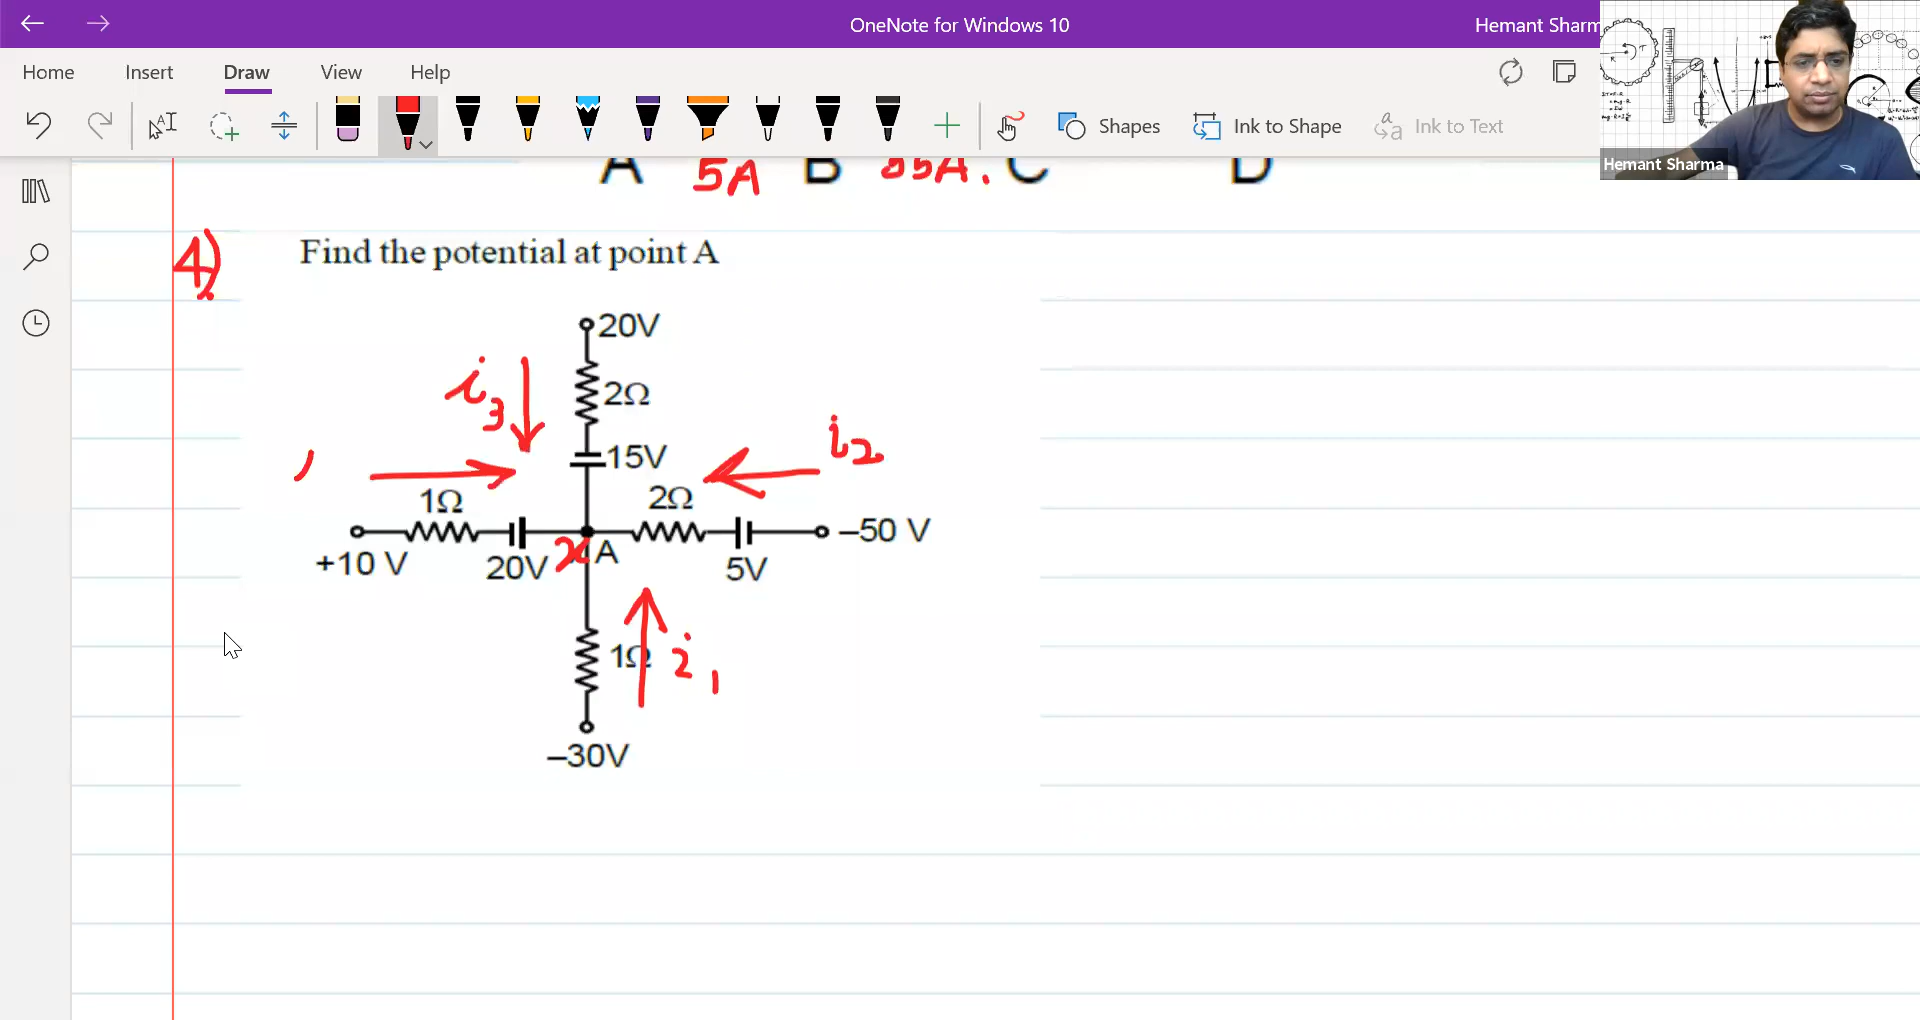 OneNote for Windows 10
Hemant Sharm
Home Insert Draw View Help
Shapes Ink to Shape Ink to Text
Hemant Sharma
A 5A B 35A. C D
4) Find the potential at point A
20V
2Ω
i3
15V
i2
1Ω 2Ω
+10 V 20V x A 5V –50 V
1Ω i1
–30V